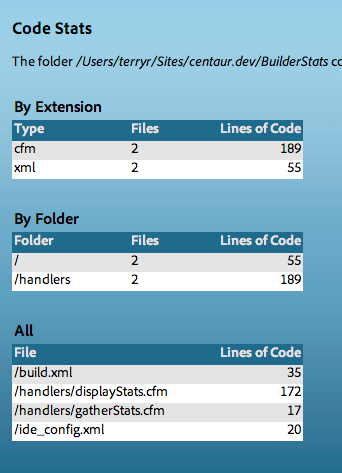 Code Stats
The folder /Users/terryr/Sites/centaur.dev/BuilderStats co
By Extension
Type Files Lines of Code
cfm 2 189
xml 2 55
By Folder
Folder Files Lines of Code
/ 2 55
/handlers 2 189
All
File Lines of Code
/build.xml 35
/handlers/displayStats.cfm 172
/handlers/gatherStats.cfm 17
/ide_config.xml 20